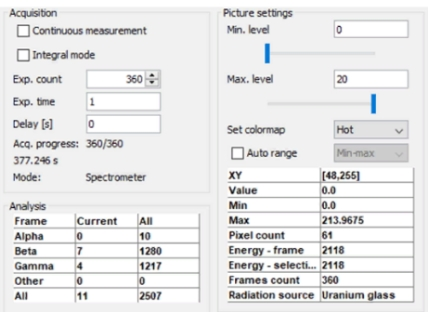 Acquisition
Continuous measurement
Integral mode
Exp. count 360
Exp. time 1
Delay [s] 0
Acq. progress: 360/360
377.246 s
Mode: Spectrometer
Analysis
Frame Current All
Alpha 0 10
Beta 7 1280
Gamma 4 1217
Other 0 0
All 11 2507
Picture settings
Min. level 0
Max. level 20
Set colormap Hot
Auto range Min-max
XY [48,255]
Value 0.0
Min 0.0
Max 213.9675
Pixel count 61
Energy - frame 2118
Energy - selecti... 2118
Frames count 360
Radiation source Uranium glass